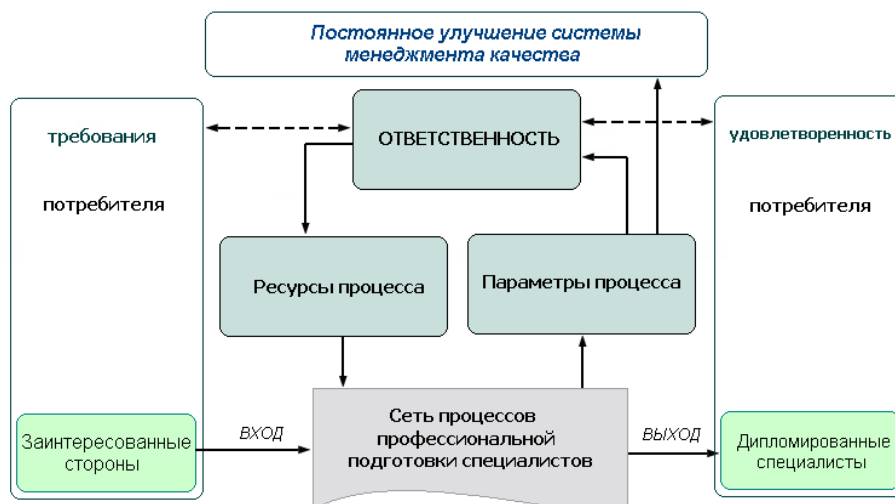 Постоянное улучшение системы
менеджмента качества
требования
потребителя
ОТВЕТСТВЕННОСТЬ
удовлетворенность
потребителя
Ресурсы процесса
Параметры процесса
Заинтересованные
стороны
ВХОД
Сеть процессов
профессиональной
подготовки специалистов
ВЫХОД
Дипломированные
специалисты